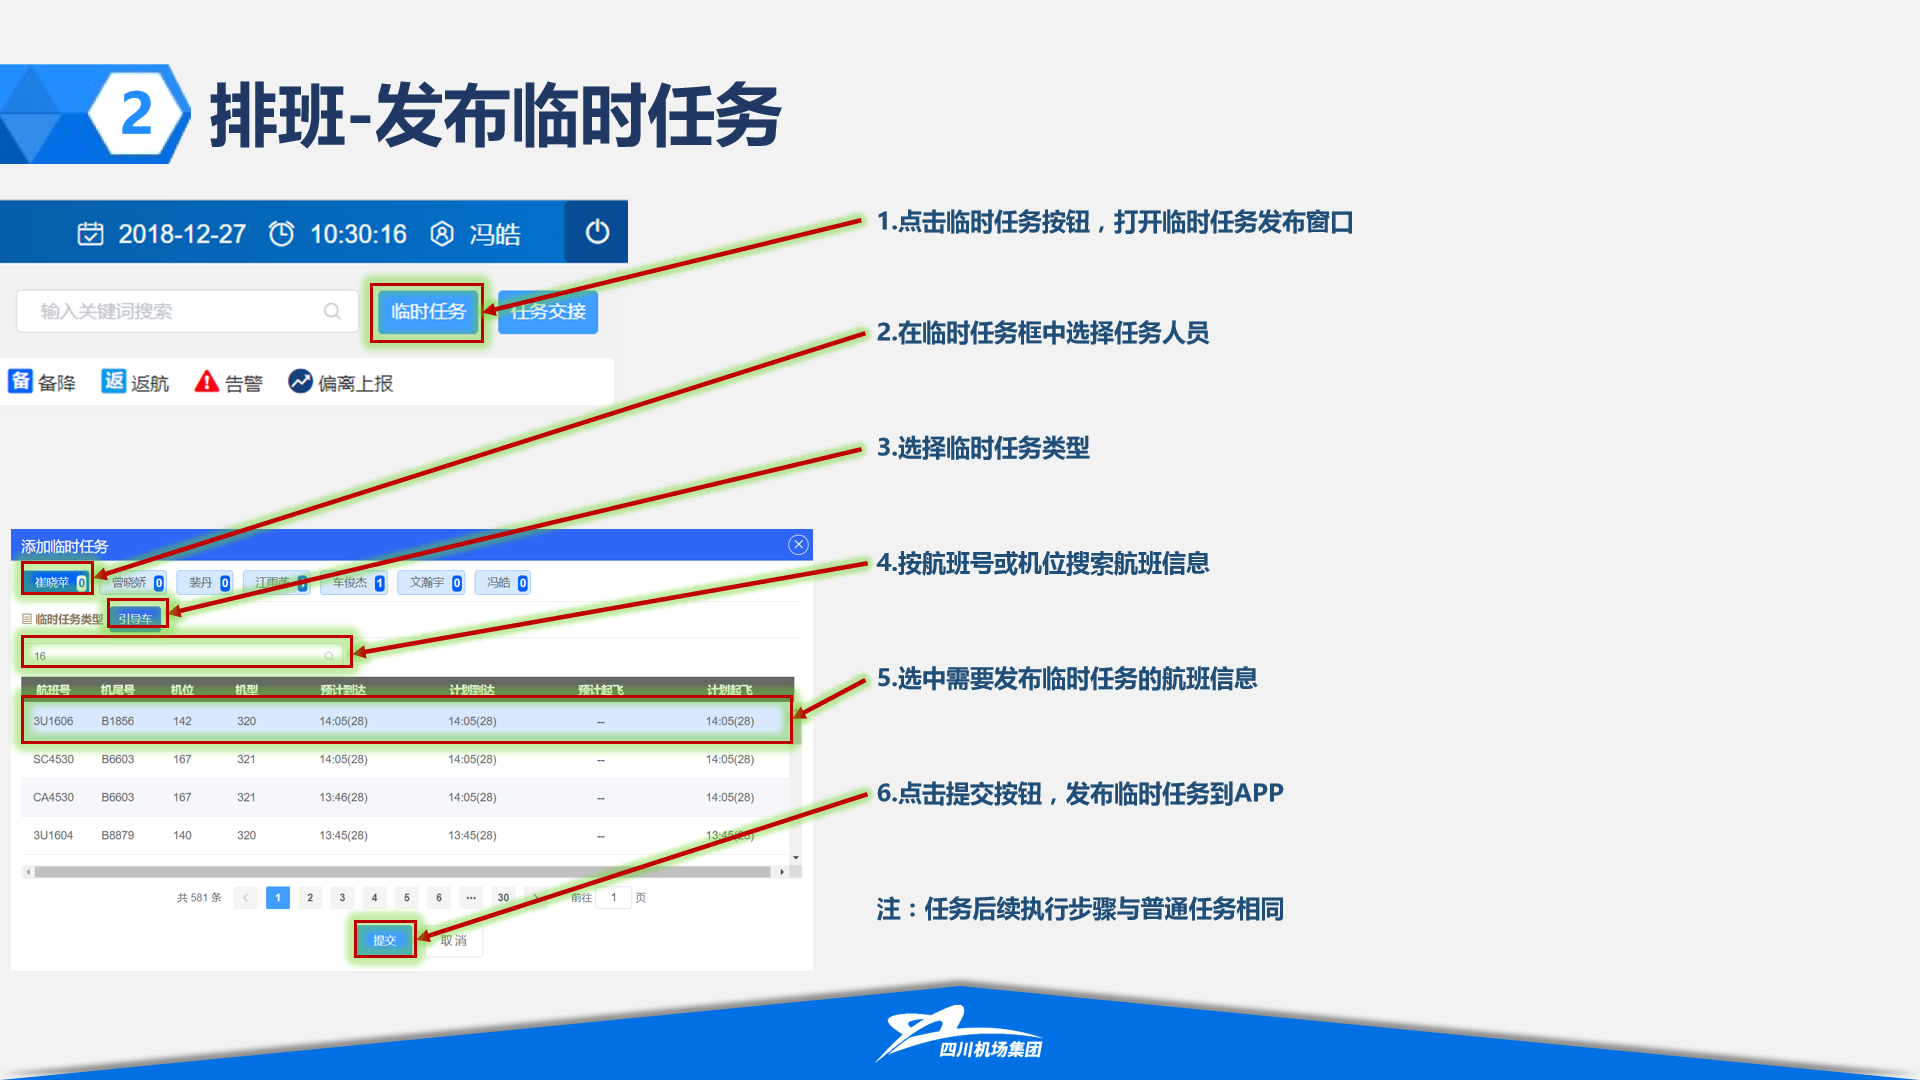 2 排班-发布临时任务
2018-12-27 10:30:16 冯皓
输入关键词搜索 临时任务 任务交接
备 备降 返 返航 告警 偏离上报
1.点击临时任务按钮，打开临时任务发布窗口
2.在临时任务框中选择任务人员
3.选择临时任务类型
4.按航班号或机位搜索航班信息
5.选中需要发布临时任务的航班信息
6.点击提交按钮，发布临时任务到APP
注：任务后续执行步骤与普通任务相同
添加临时任务
崔晓苹 0 曾晓娇 0 裴丹 0 江雨 车俊杰 1 文瀚宇 0 冯皓 0
临时任务类型 引导车
16
航班号 机尾号 机位 机型 预计到达 计划到达 预计起飞 计划起飞
3U1606 B1856 142 320 14:05(28) 14:05(28) -- 14:05(28)
SC4530 B6603 167 321 14:05(28) 14:05(28) -- 14:05(28)
CA4530 B6603 167 321 13:46(28) 14:05(28) -- 14:05(28)
3U1604 B8879 140 320 13:45(28) 13:45(28) -- 13:45(28)
共 581 条 < 1 2 3 4 5 6 ··· 30 > 前往 1 页
提交 取消
四川机场集团